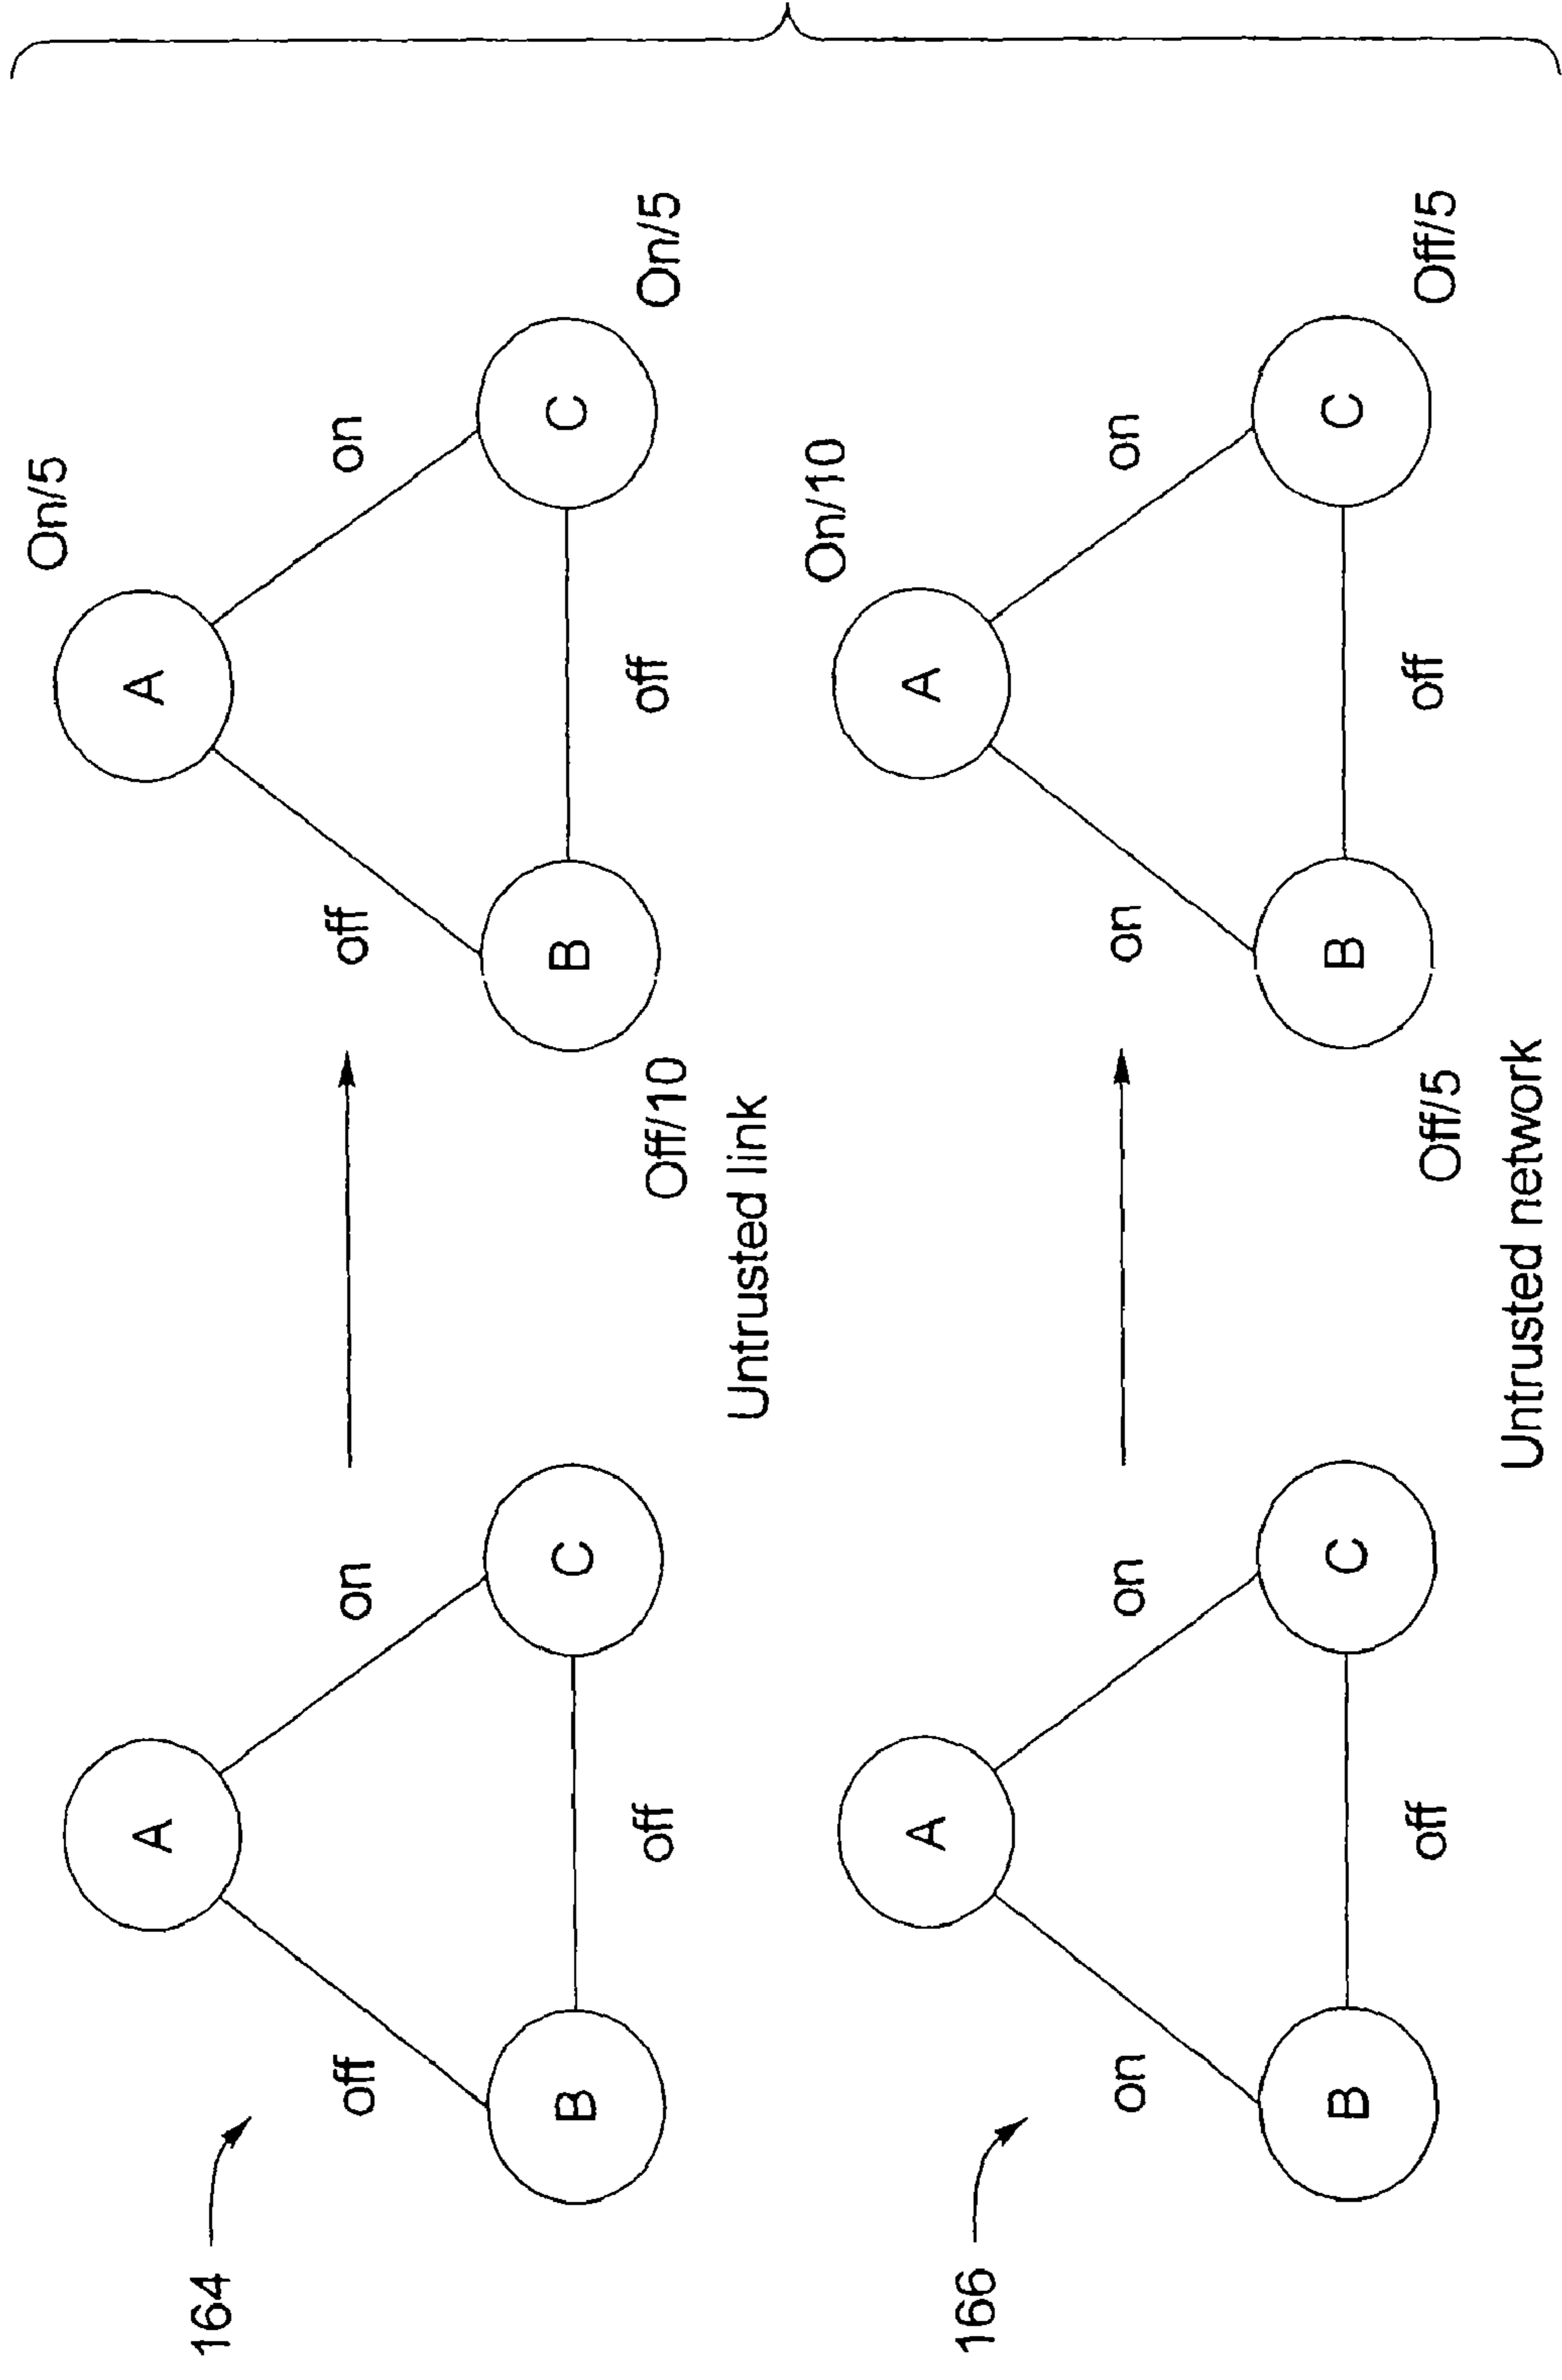 164
A
off
on
B
off
C
Untrusted link
On/5
A
off
on
B
off
C
Off/10
On/5
166
A
on
on
B
off
C
Untrusted network
On/10
A
on
on
B
off
C
Off/5
Off/5